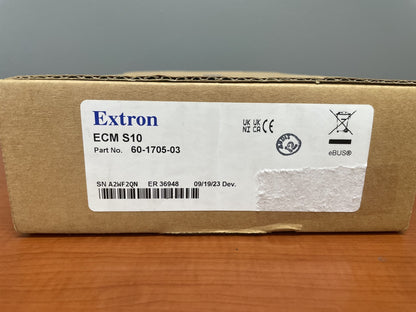 Extron
ECM S10
Part No. 60-1705-03
UK UK CE
NI CA
eBUS®
SN A2WF2QN ER 36948 09/19/23 Dev.